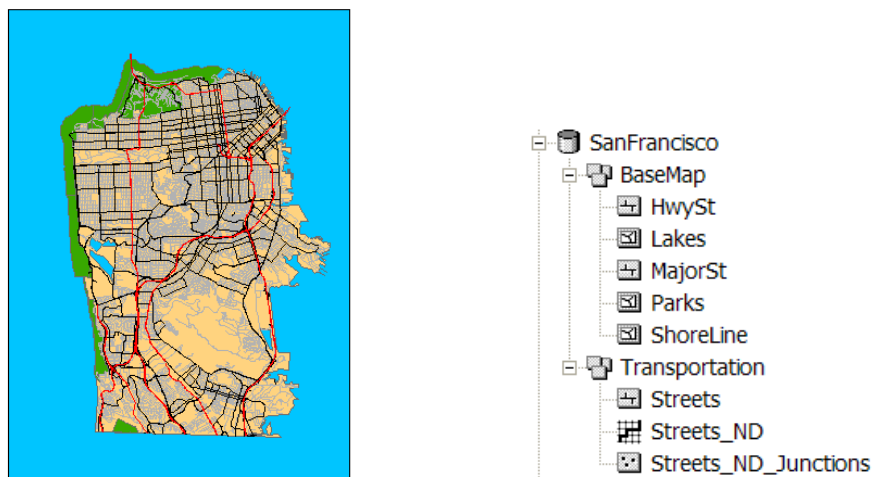 SanFrancisco
BaseMap
HwySt
Lakes
MajorSt
Parks
ShoreLine
Transportation
Streets
Streets_ND
Streets_ND_Junctions